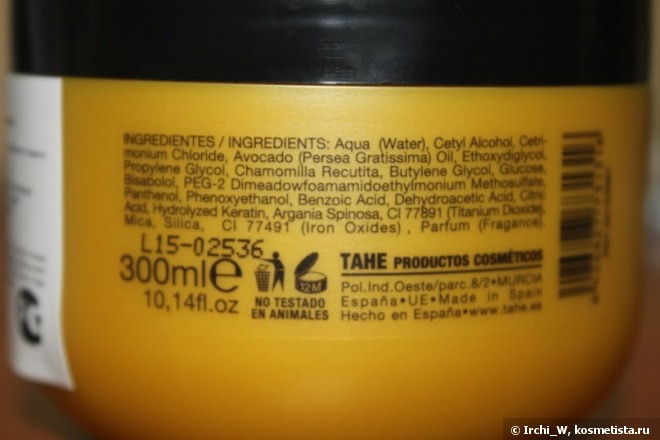 INGREDIENTES / INGREDIENTS: Aqua (Water), Cetyl Alcohol, Cetri-
monium Chloride, Avocado (Persea Gratissima) Oil, Ethoxydiglycol,
Propylene Glycol, Chamomilla Recutita, Butylene Glycol, Glucose,
Bisabolol, PEG-2 Dimeadowfoamamidoethylmonium Methosulfate,
Panthenol, Phenoxyethanol, Benzoic Acid, Dehydroacetic Acid, Citric
Acid, Hydrolyzed Keratin, Argania Spinosa, CI 77891 (Titanium Dioxide),
Mica, Silica, CI 77491 (Iron Oxides) , Parfum (Fragance).
L15-02536
300ml e
10,14fl.oz
12M
NO TESTADO
EN ANIMALES
TAHE PRODUCTOS COSMÉTICOS
Pol.Ind.Oeste/parc.8/2•MURCIA
España•UE•Made in Spain
Hecho en España•www.tahe.es
© Irchi_W, kosmetista.ru